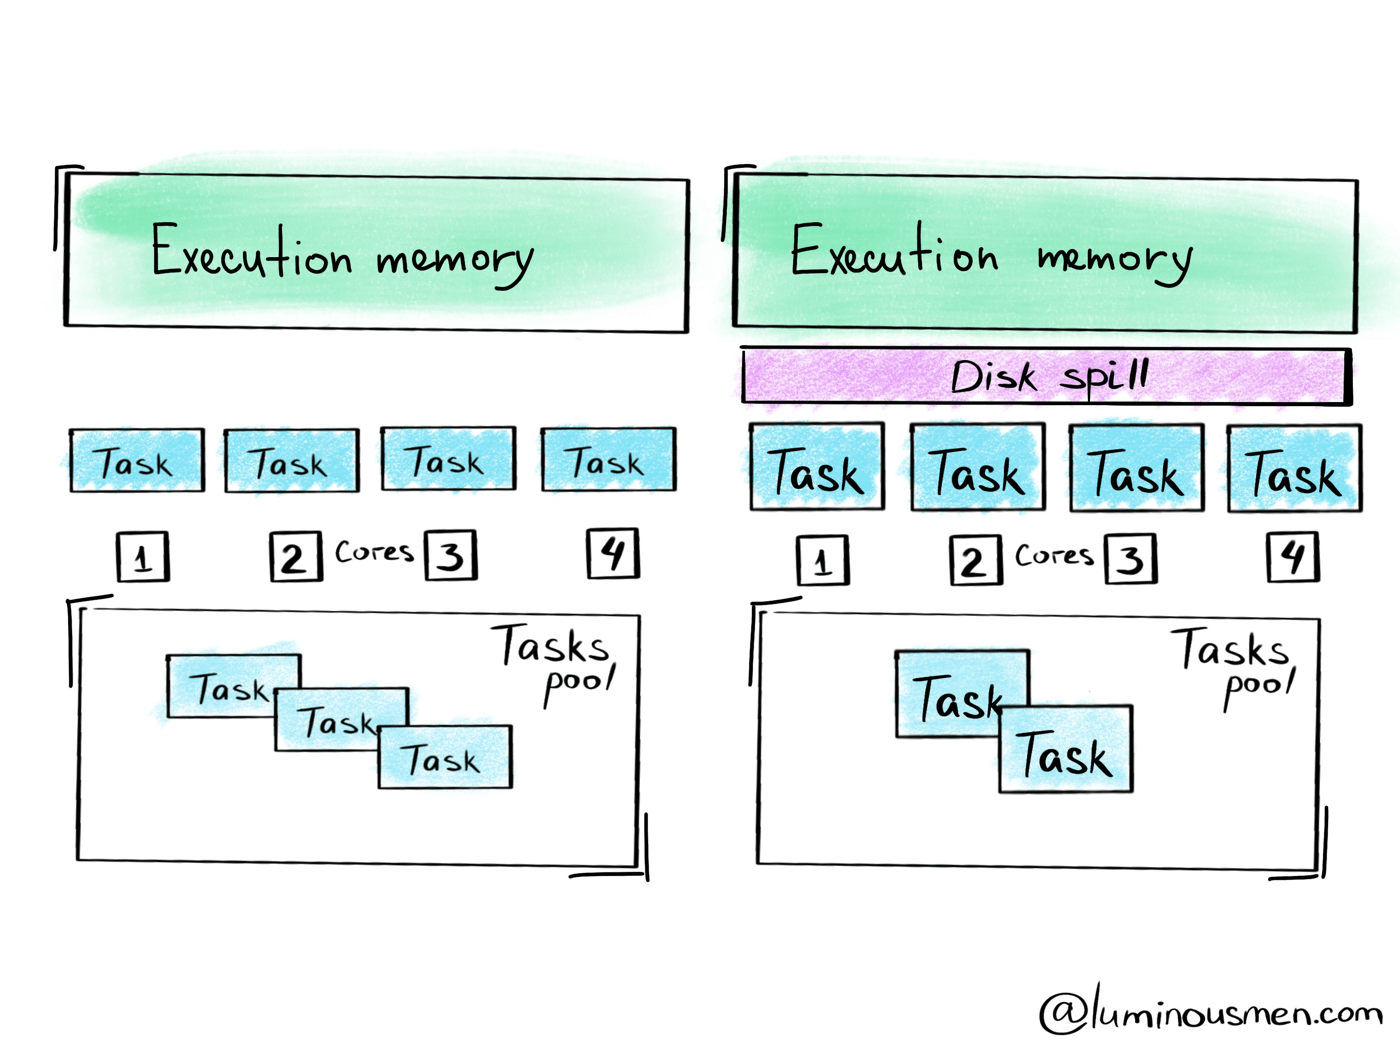 Execution memory
Task
Task
Task
Task
1
2
Cores
3
4
Tasks
pool
Task
Task
Task
Execution memory
Disk spill
Task
Task
Task
Task
1
2
Cores
3
4
Tasks
pool
Task
Task
@luminousmen.com